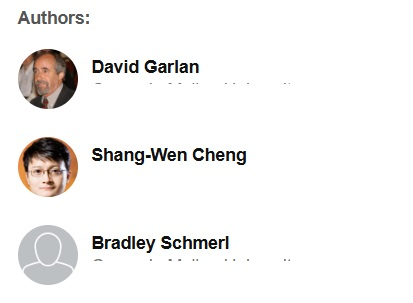 Authors:
David Garlan
Shang-Wen Cheng
Bradley Schmerl